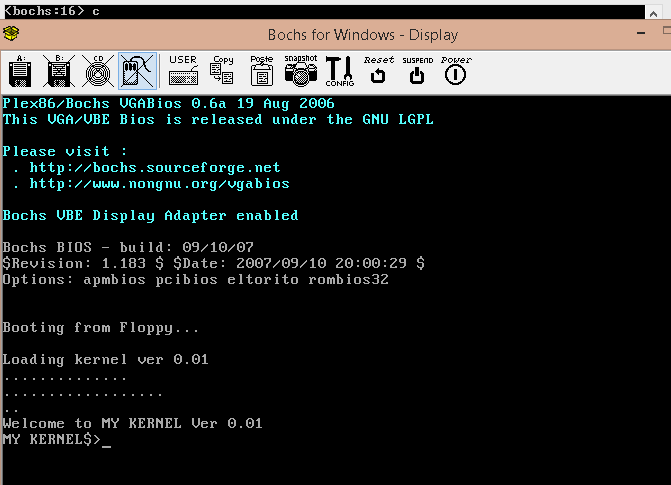 <bochs:16> c
Bochs for Windows - Display
A: B: CD USER Copy Paste snapshot CONFIG Reset SUSPEND Power
Plex86/Bochs VGABios 0.6a 19 Aug 2006
This VGA/VBE Bios is released under the GNU LGPL
Please visit :
. http://bochs.sourceforge.net
. http://www.nongnu.org/vgabios
Bochs VBE Display Adapter enabled
Bochs BIOS - build: 09/10/07
$Revision: 1.183 $ $Date: 2007/09/10 20:00:29 $
Options: apmbios pcibios eltorito rombios32
Booting from Floppy...
Loading kernel ver 0.01
..............
..................
..
Welcome to MY KERNEL Ver 0.01
MY KERNEL$>_